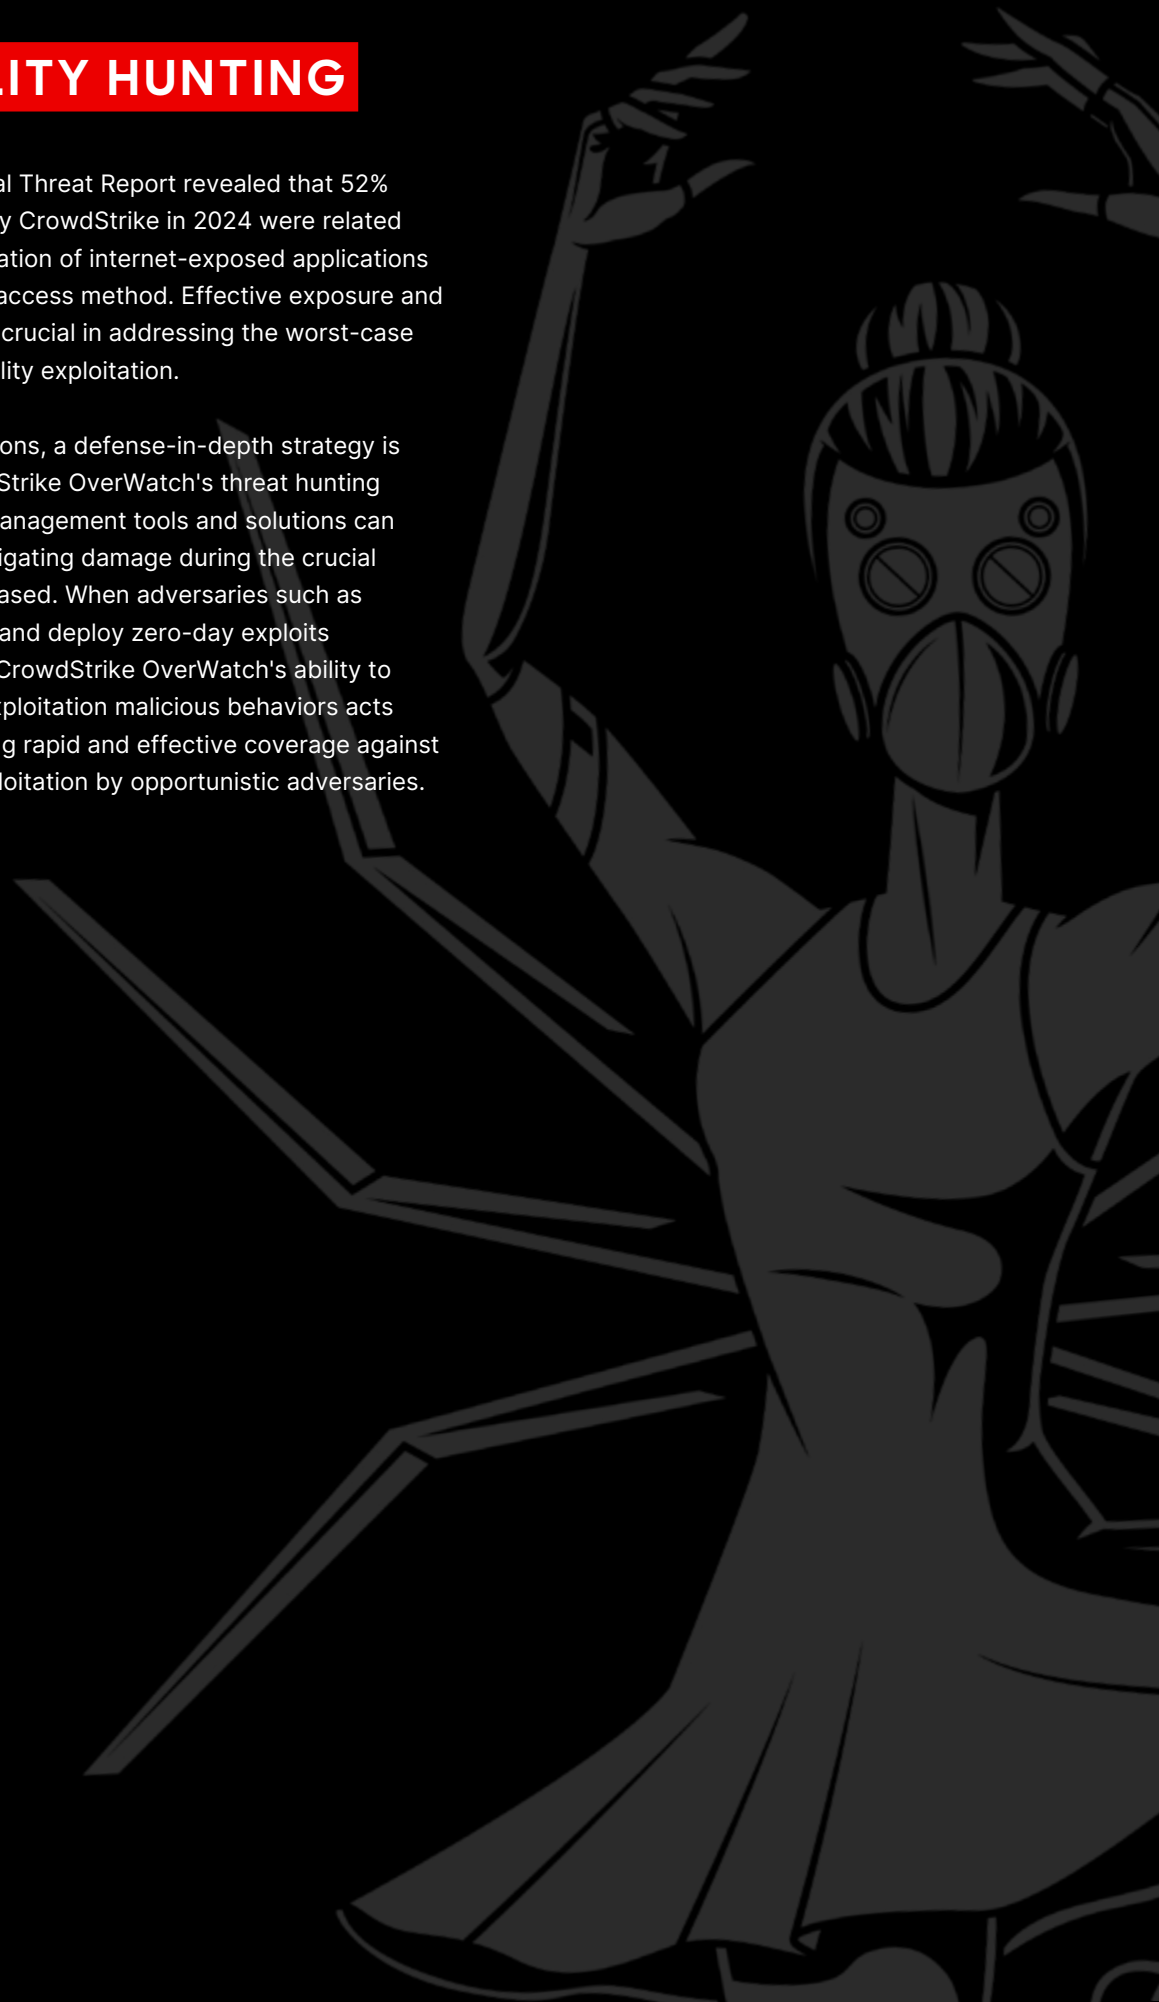 LITY HUNTING
al Threat Report revealed that 52%
y CrowdStrike in 2024 were related
ation of internet-exposed applications
access method. Effective exposure and
crucial in addressing the worst-case
lity exploitation.
ons, a defense-in-depth strategy is
Strike OverWatch's threat hunting
anagement tools and solutions can
igating damage during the crucial
ased. When adversaries such as
and deploy zero-day exploits
CrowdStrike OverWatch's ability to
xploitation malicious behaviors acts
g rapid and effective coverage against
loitation by opportunistic adversaries.